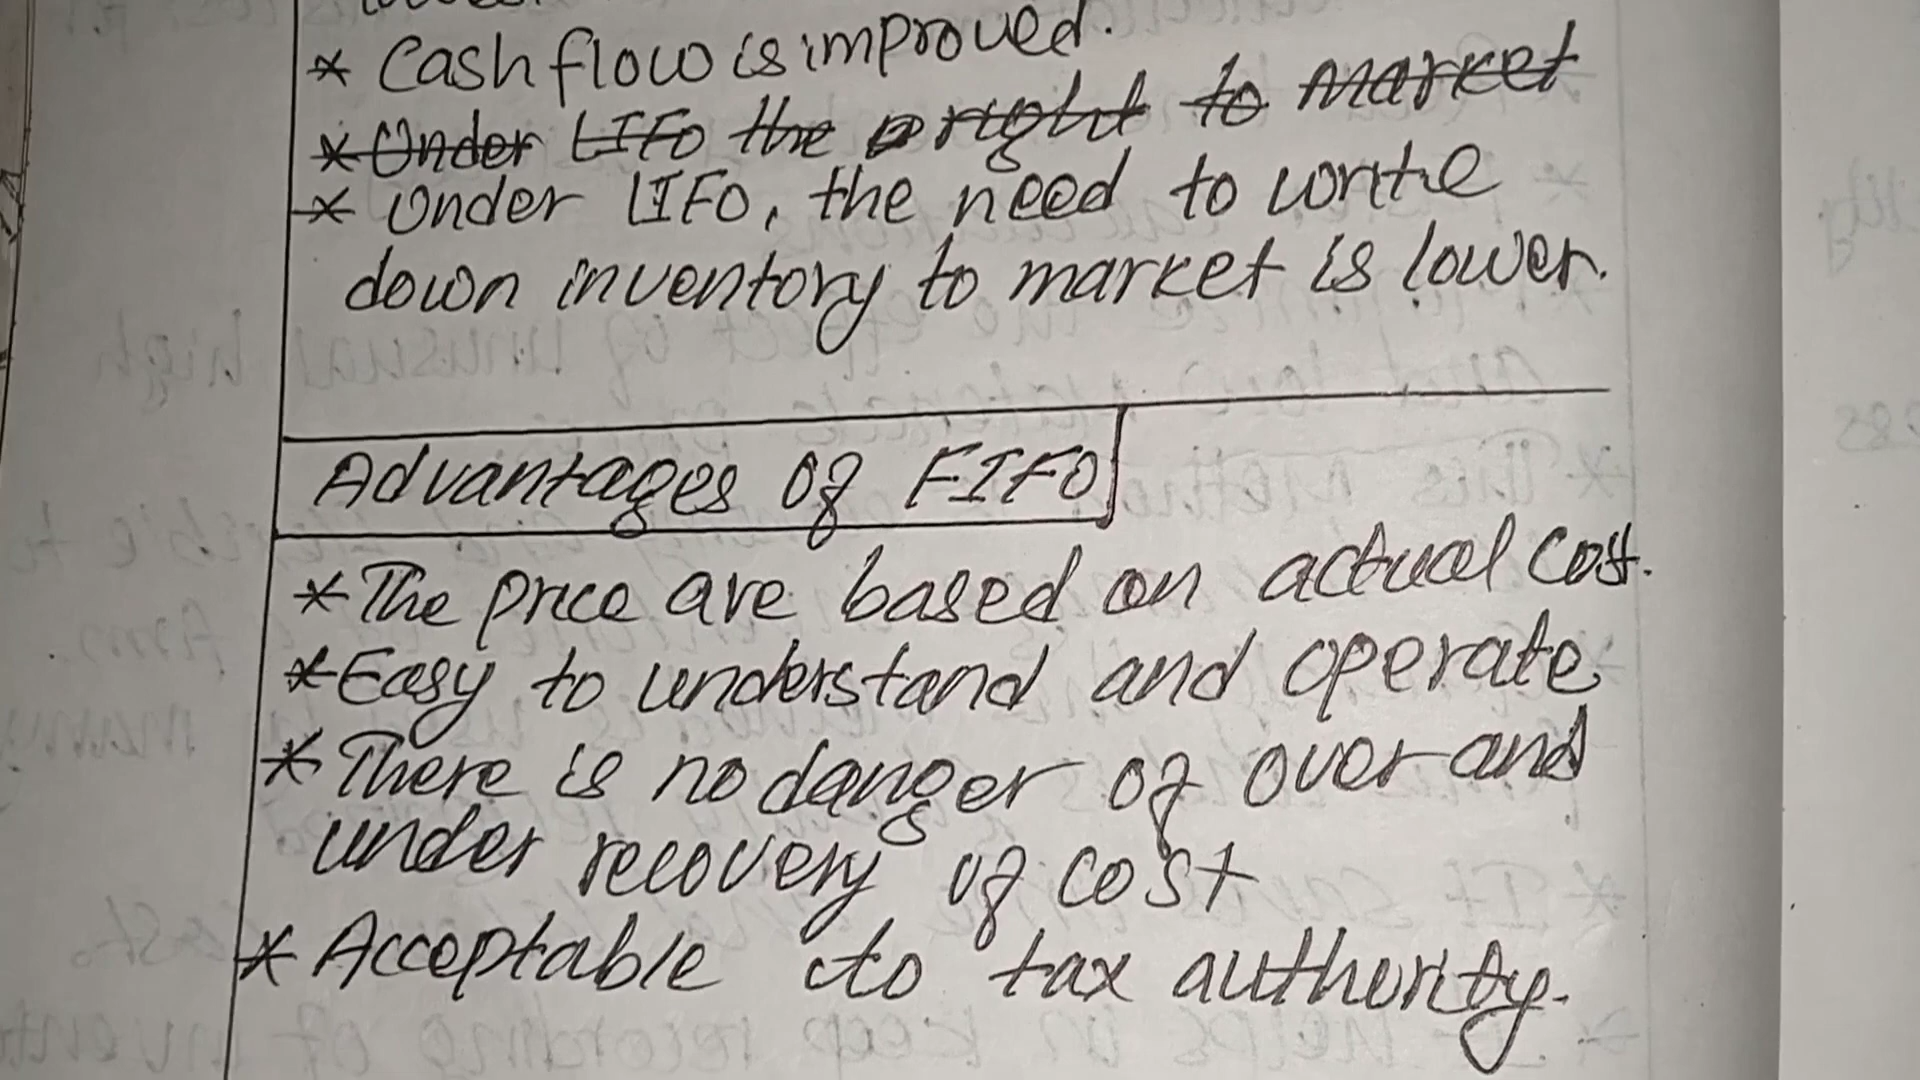 * Cash flow is improved.
* Under LIFO the right to market
* Under LIFO, the need to write
down inventory to market is lower.
Advantages of FIFO
* The price are based on actual cost.
* Easy to understand and operate
* There is no danger of over and
under recovery of cost
* Acceptable to tax authority.